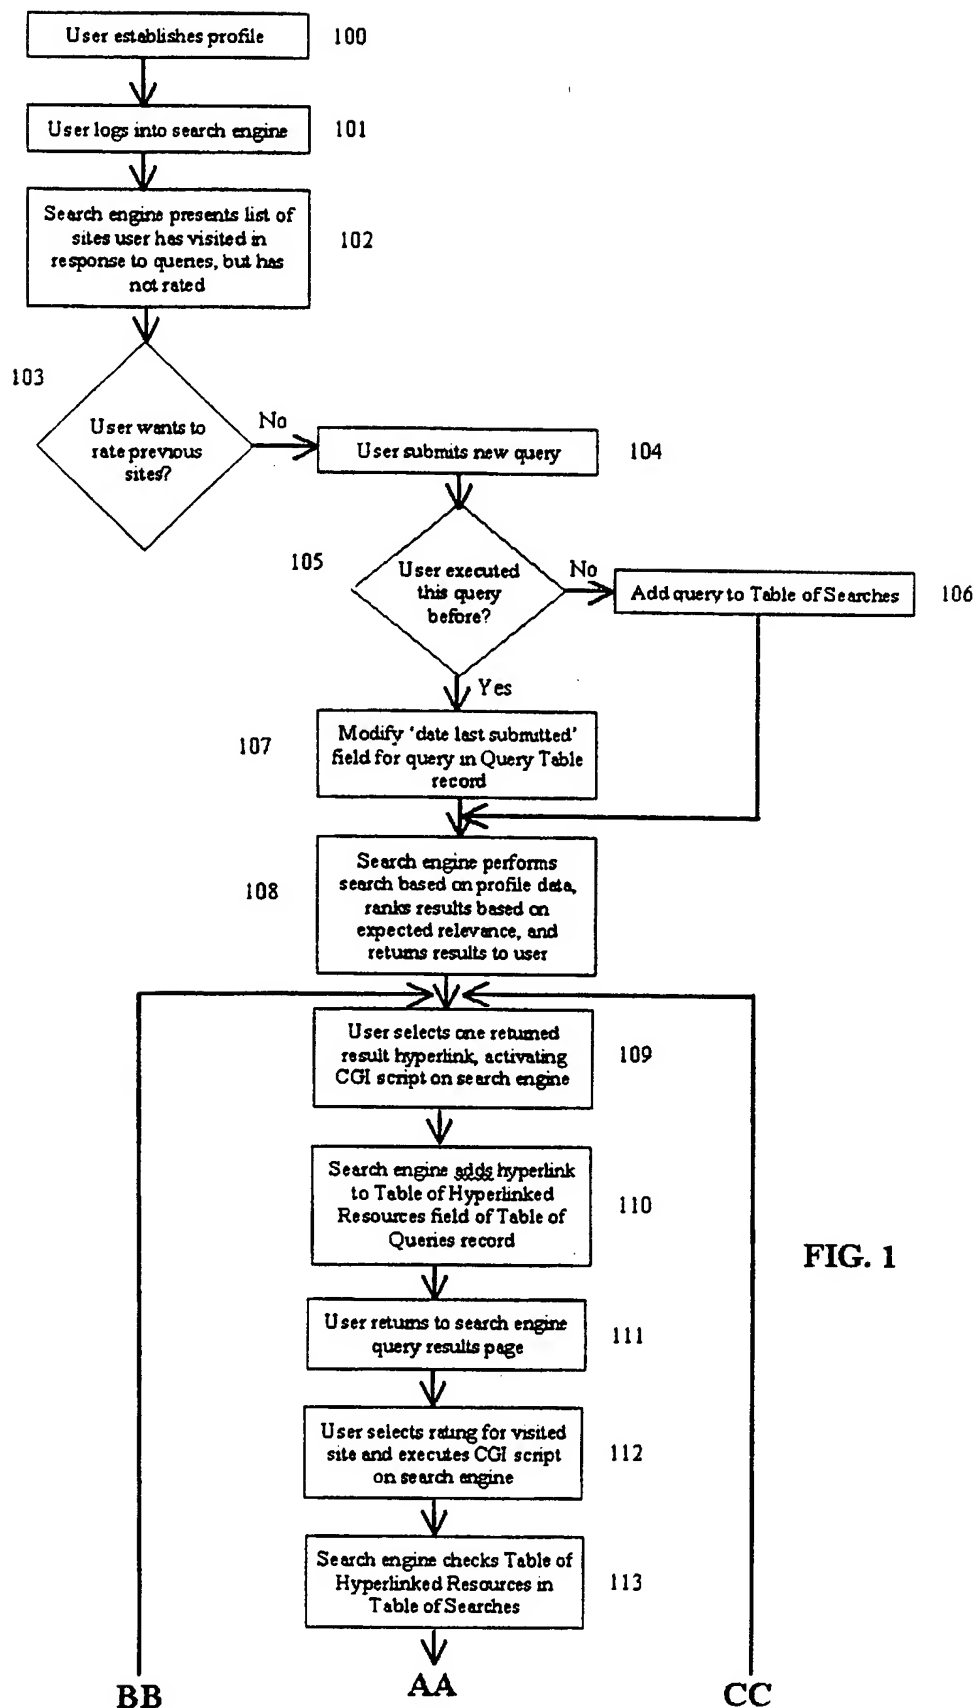 User establishes profile
100
User logs into search engine
101
Search engine presents list of
sites user has visited in
response to queries, but has
not rated
102
103
User wants to
rate previous
sites?
No
User submits new query
104
105
User executed
this query
before?
No
Add query to Table of Searches
106
Yes
107
Modify 'date last submitted'
field for query in Query Table
record
108
Search engine performs
search based on profile data,
ranks results based on
expected relevance, and
returns results to user
User selects one returned
result hyperlink, activating
CGI script on search engine
109
Search engine adds hyperlink
to Table of Hyperlinked
Resources field of Table of
Queries record
110
FIG. 1
User returns to search engine
query results page
111
User selects rating for visited
site and executes CGI script
on search engine
112
Search engine checks Table of
Hyperlinked Resources in
Table of Searches
113
BB
AA
CC